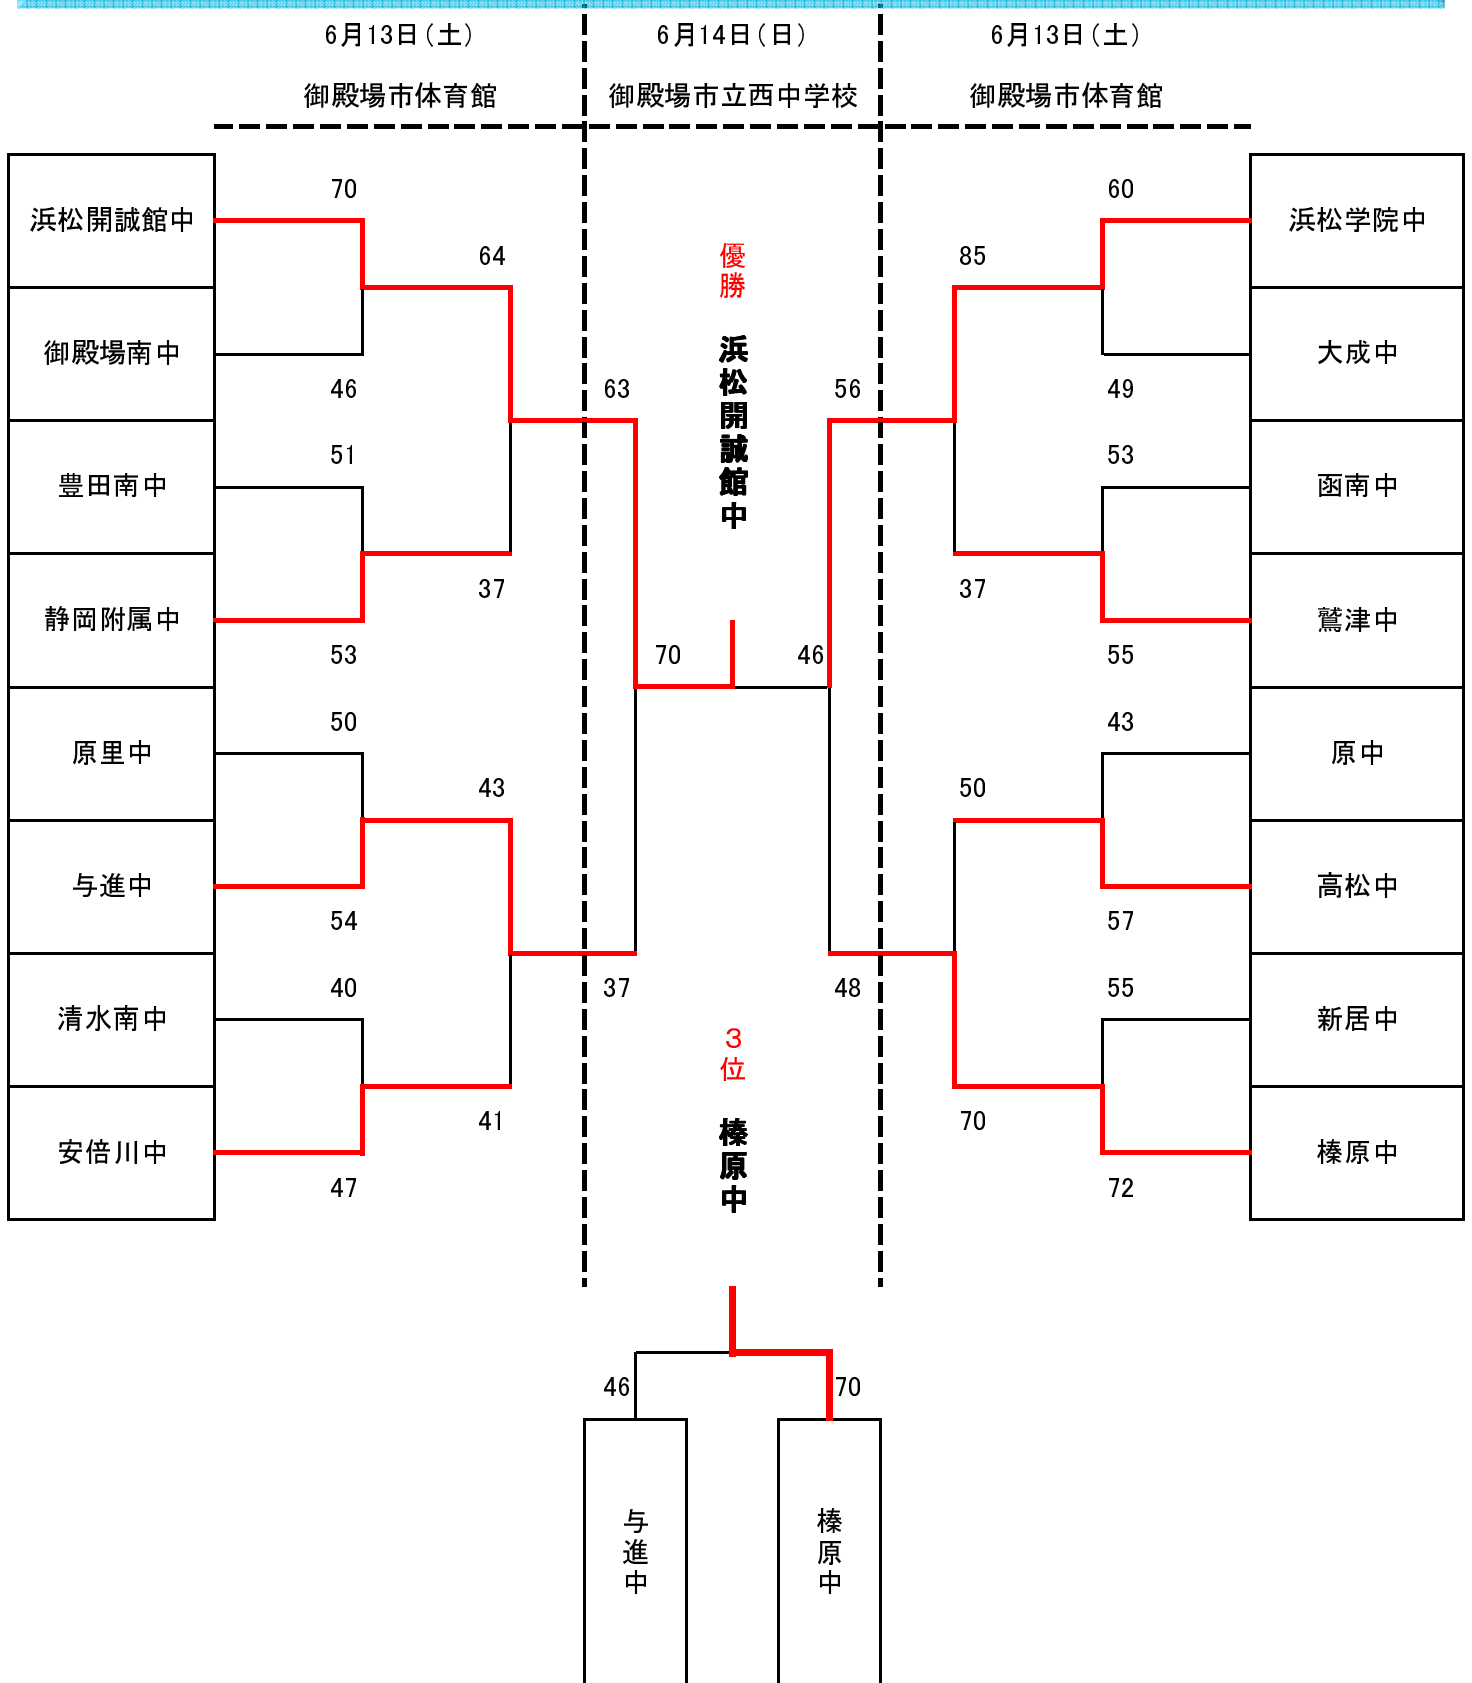 6月13日(土)
6月14日(日)
6月13日(土)
御殿場市体育館
御殿場市立西中学校
御殿場市体育館
70
60
浜松開誠館中
浜松学院中
64
優勝
85
御殿場南中
浜松開誠館中
大成中
46
63
56
49
51
53
豊田南中
函南中
37
37
静岡附属中
鷲津中
53
70
46
55
50
43
原里中
原中
43
50
与進中
高松中
54
57
40
37
48
55
清水南中
3位
新居中
41
70
安倍川中
榛原中
榛原中
47
72
46
70
与進中
榛原中